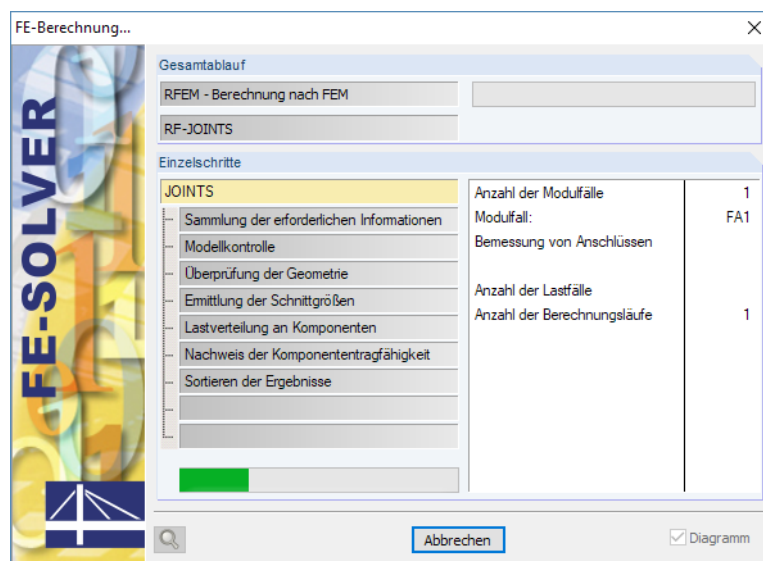 FE-Berechnung...
FE-SOLVER
Gesamtablauf
RFEM - Berechnung nach FEM
RF-JOINTS
Einzelschritte
JOINTS
Sammlung der erforderlichen Informationen
Modellkontrolle
Überprüfung der Geometrie
Ermittlung der Schnittgrößen
Lastverteilung an Komponenten
Nachweis der Komponententragfähigkeit
Sortieren der Ergebnisse
Anzahl der Modulfälle 1
Modulfall: FA1
Bemessung von Anschlüssen
Anzahl der Lastfälle
Anzahl der Berechnungsläufe 1
Abbrechen
Diagramm